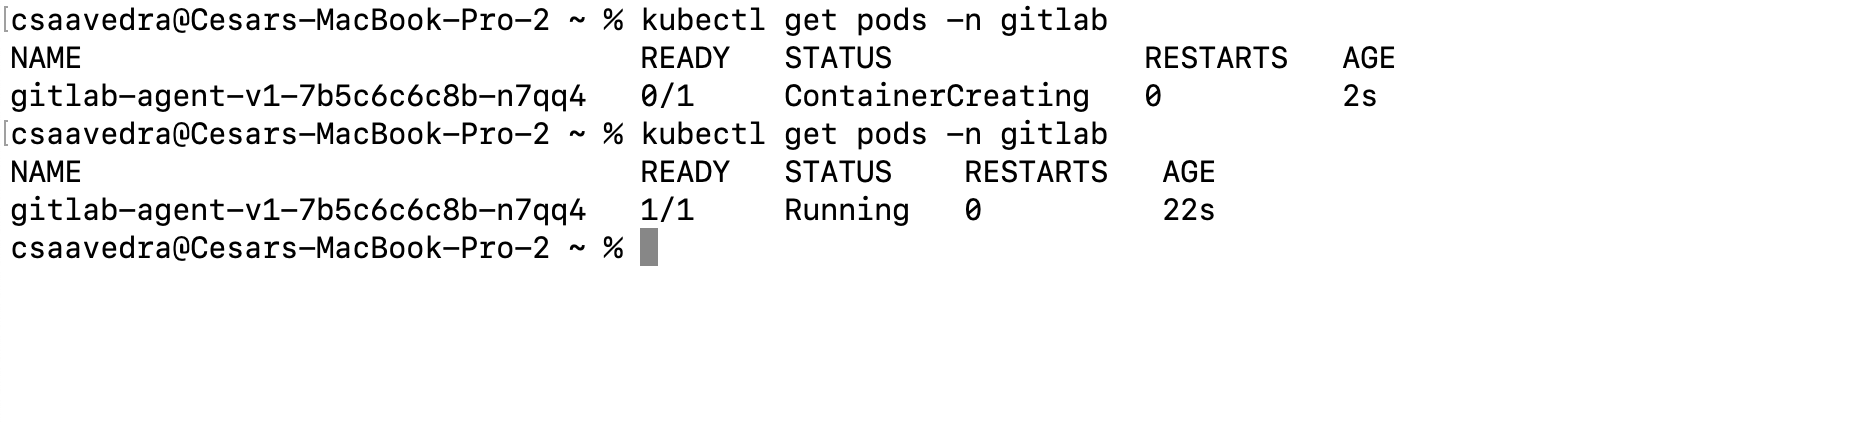 [csaavedra@Cesars-MacBook-Pro-2 ~ % kubectl get pods -n gitlab
NAME READY STATUS RESTARTS AGE
gitlab-agent-v1-7b5c6c6c8b-n7qq4 0/1 ContainerCreating 0 2s
[csaavedra@Cesars-MacBook-Pro-2 ~ % kubectl get pods -n gitlab
NAME READY STATUS RESTARTS AGE
gitlab-agent-v1-7b5c6c6c8b-n7qq4 1/1 Running 0 22s
csaavedra@Cesars-MacBook-Pro-2 ~ %